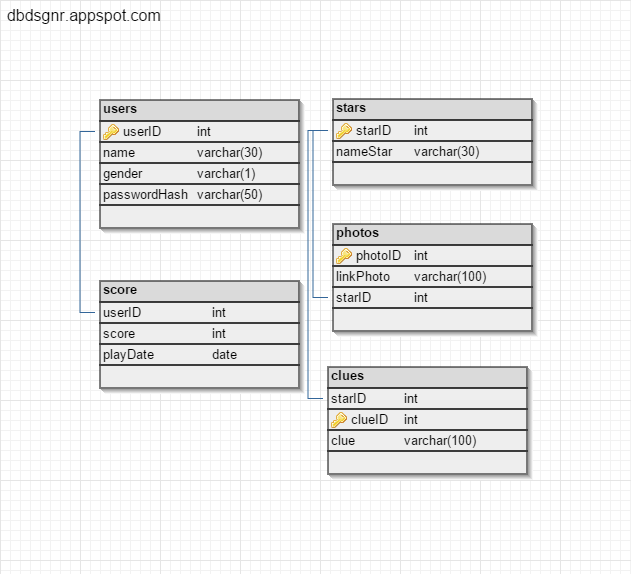 dbdsgnr.appspot.com
users
userID int
name varchar(30)
gender varchar(1)
passwordHash varchar(50)
score
userID int
score int
playDate date
stars
starID int
nameStar varchar(30)
photos
photoID int
linkPhoto varchar(100)
starID int
clues
starID int
clueID int
clue varchar(100)